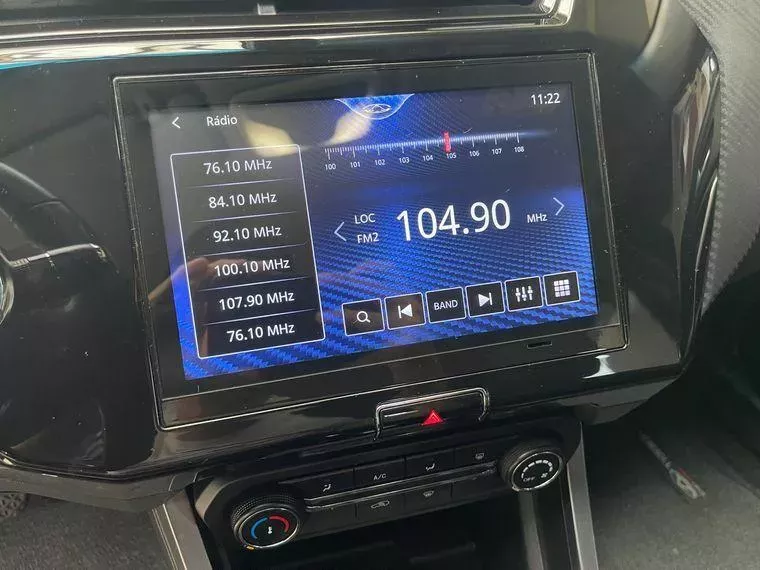 11:22
Rádio
76.10 MHz
84.10 MHz
92.10 MHz
100.10 MHz
107.90 MHz
76.10 MHz
100 101 102 103 104 105 106 107 108
LOC
FM2
104.90 MHz
BAND
A/C
OFF